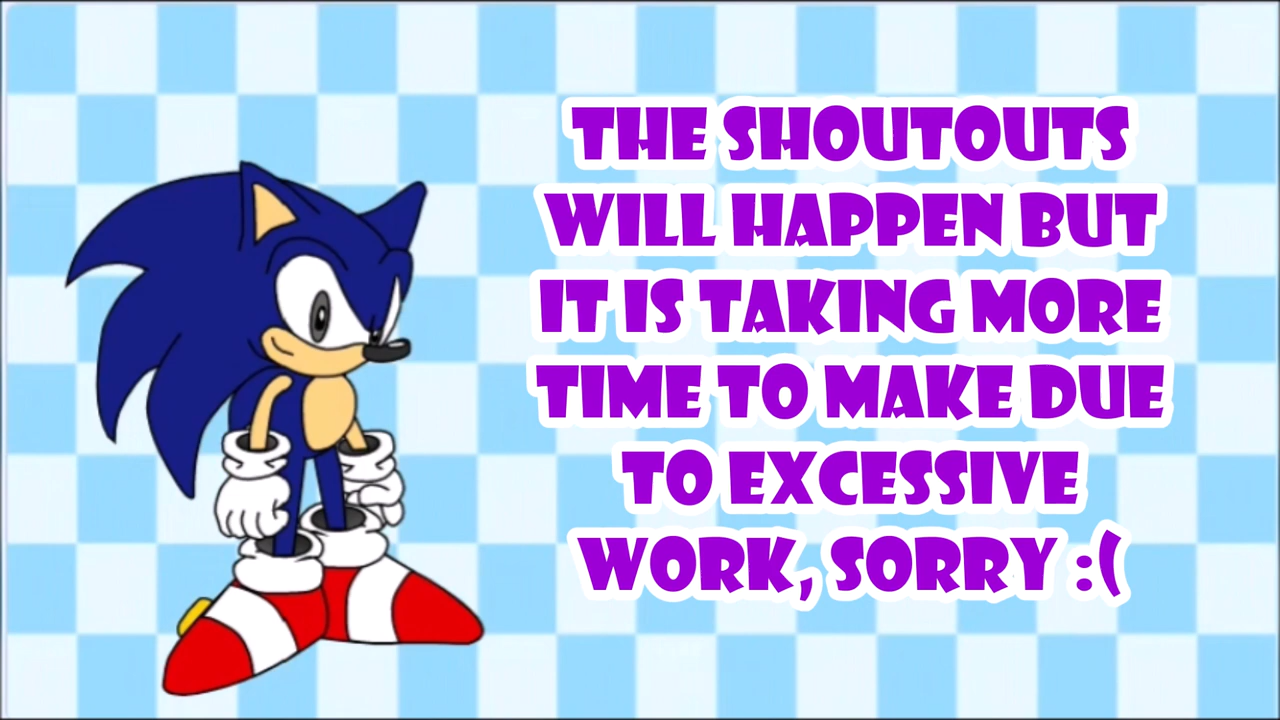 THE SHOUTOUTS
WILL HAPPEN BUT
IT IS TAKING MORE
TIME TO MAKE DUE
TO EXCESSIVE
WORK, SORRY :(